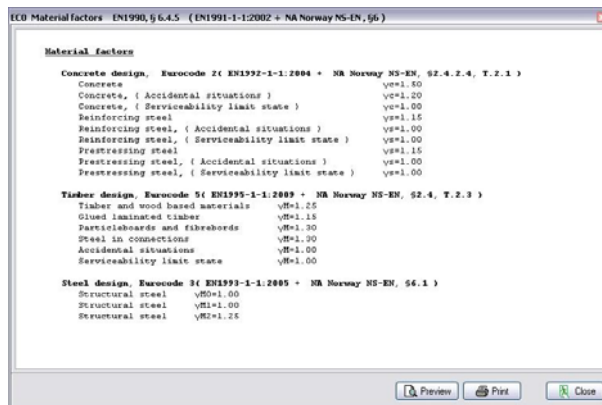 ECO Material factors EN1990, § 6.4.5 ( EN1991-1-1:2002 + NA Norway NS-EN, §6 )
Material factors
Concrete design, Eurocode 2( EN1992-1-1:2004 + NA Norway NS-EN, §2.4.2.4, T.2.1 )
Concrete γc=1.50
Concrete, ( Accidental situations ) γc=1.20
Concrete, ( Serviceability limit state ) γc=1.00
Reinforcing steel γs=1.15
Reinforcing steel, ( Accidental situations ) γs=1.00
Reinforcing steel, ( Serviceability limit state ) γs=1.00
Prestressing steel γs=1.15
Prestressing steel, ( Accidental situations ) γs=1.00
Prestressing steel, ( Serviceability limit state ) γs=1.00
Timber design, Eurocode 5( EN1995-1-1:2009 + NA Norway NS-EN, §2.4, T.2.3 )
Timber and wood based materials γM=1.25
Glued laminated timber γM=1.15
Particleboards and fibrebords γM=1.30
Steel in connections γM=1.30
Accidental situations γM=1.00
Serviceability limit state γM=1.00
Steel design, Eurocode 3( EN1993-1-1:2005 + NA Norway NS-EN, §6.1 )
Structural steel γM0=1.00
Structural steel γM1=1.00
Structural steel γM2=1.25
Preview Print Close